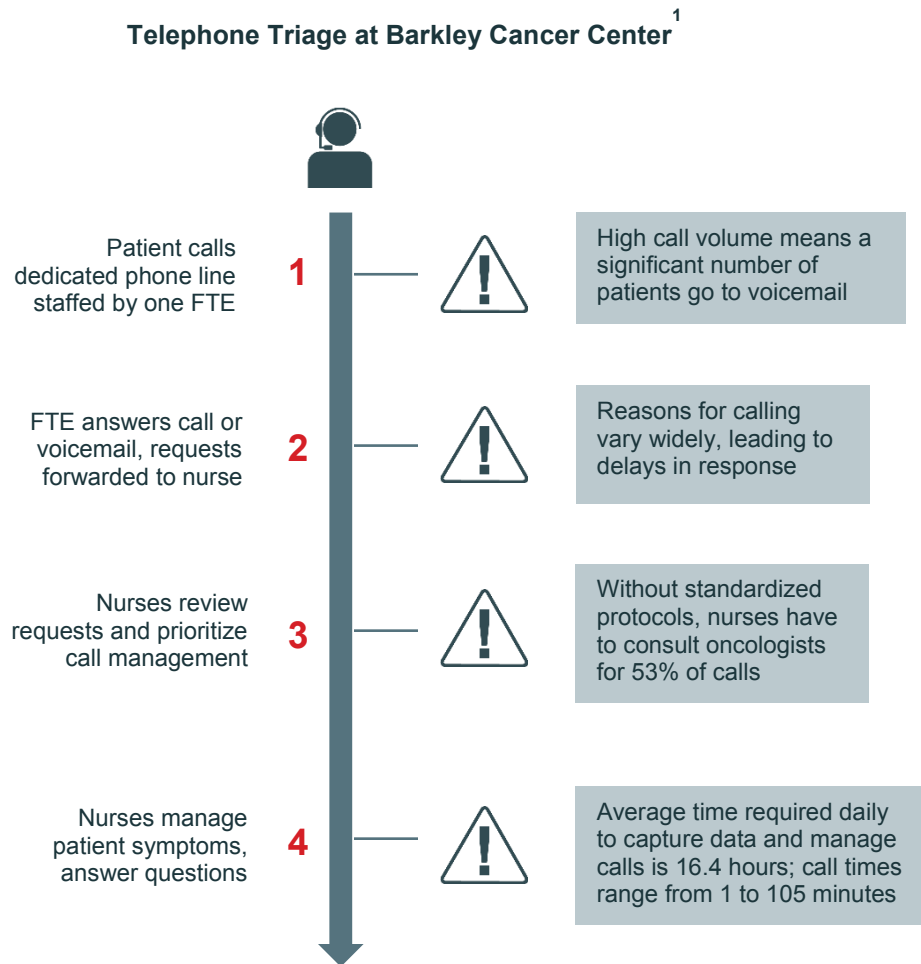 Telephone Triage at Barkley Cancer Center1
Patient calls
dedicated phone line
staffed by one FTE
1
High call volume means a
significant number of
patients go to voicemail
FTE answers call or
voicemail, requests
forwarded to nurse
2
Reasons for calling
vary widely, leading to
delays in response
Nurses review
requests and prioritize
call management
3
Without standardized
protocols, nurses have
to consult oncologists
for 53% of calls
Nurses manage
patient symptoms,
answer questions
4
Average time required daily
to capture data and manage
calls is 16.4 hours; call times
range from 1 to 105 minutes